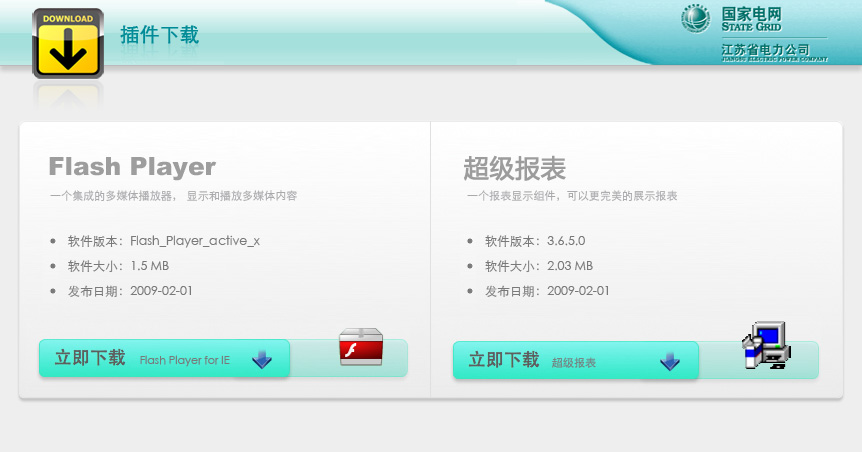 DOWNLOAD
插件下载
国家电网
STATE GRID
江苏省电力公司
JIANGSU ELECTRIC POWER COMPANY
Flash Player
一个集成的多媒体播放器， 显示和播放多媒体内容
软件版本：Flash_Player_active_x
软件大小：1.5 MB
发布日期：2009-02-01
立即下载 Flash Player for IE
超级报表
一个报表显示组件，可以更完美的展示报表
软件版本：3.6.5.0
软件大小：2.03 MB
发布日期：2009-02-01
立即下载 超级报表